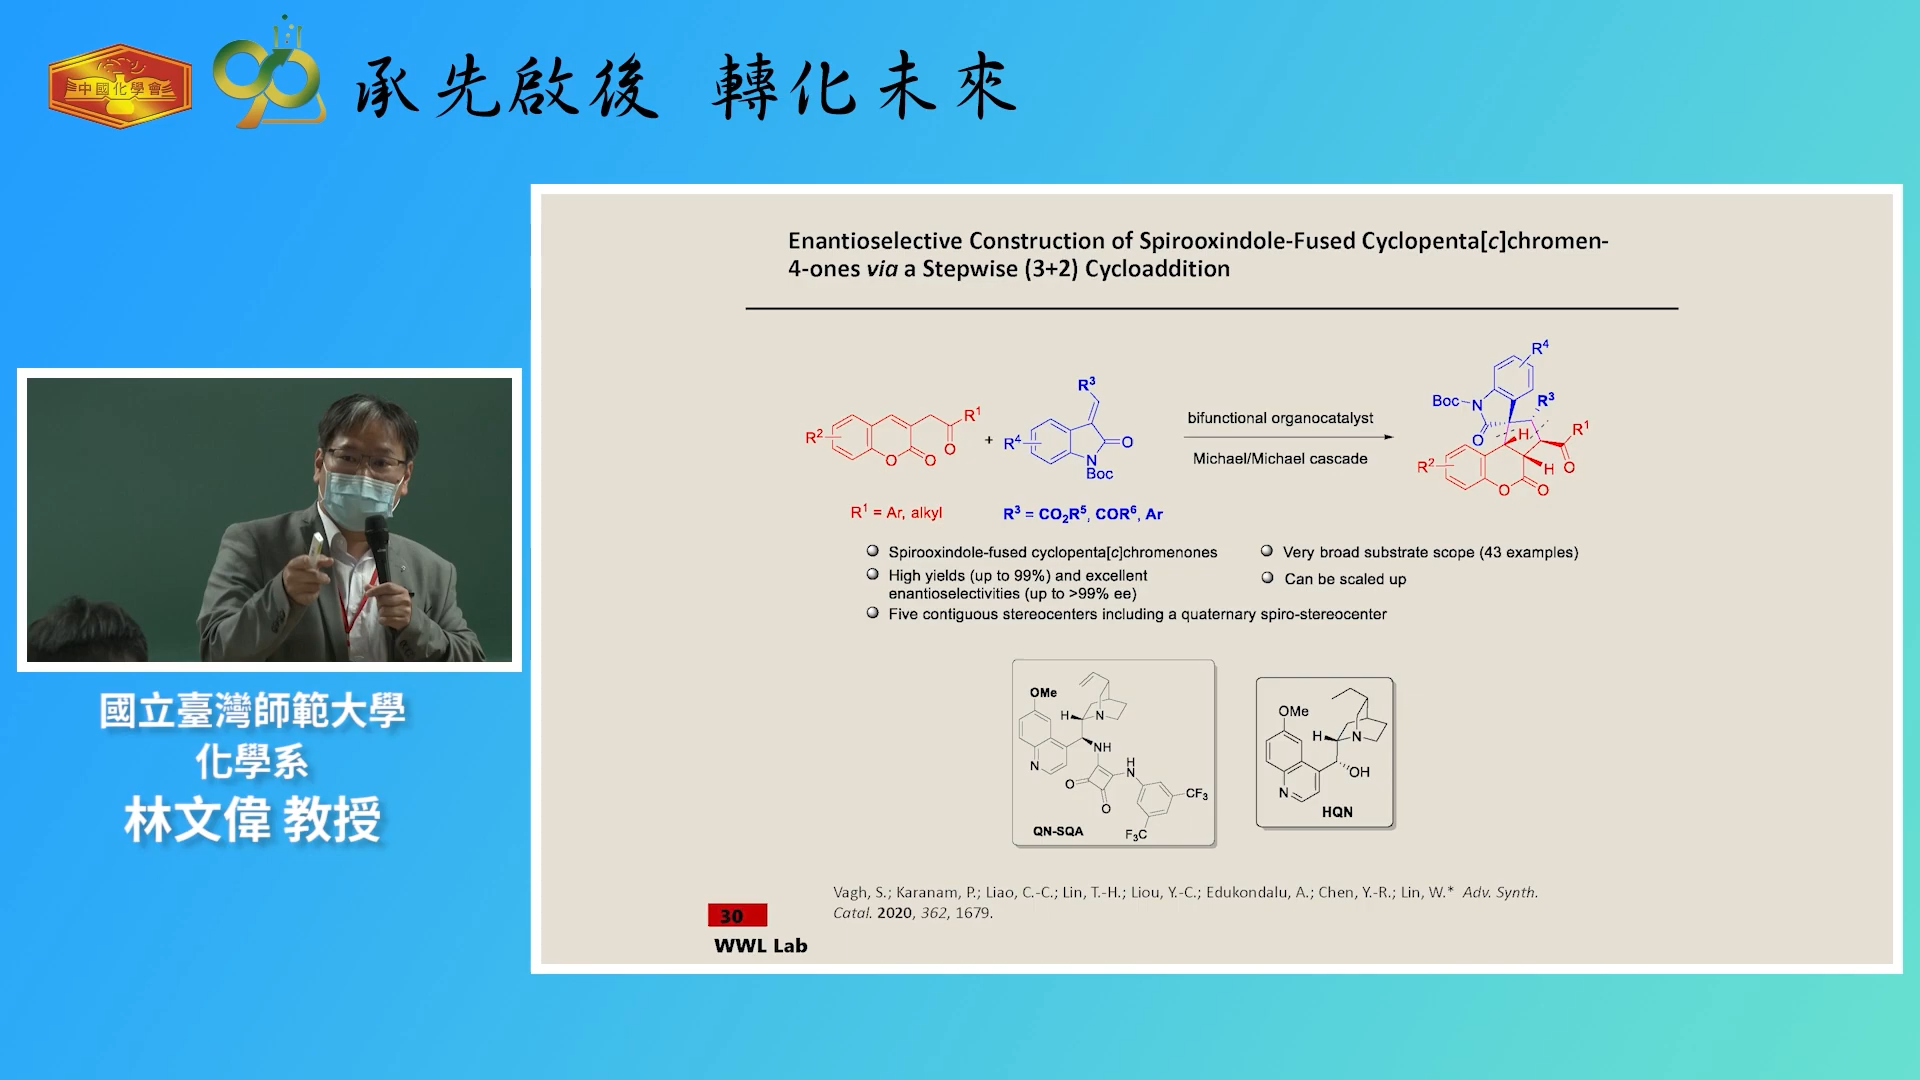 中國化學會
90
承先啟後 轉化未來
Enantioselective Construction of Spirooxindole-Fused Cyclopenta[c]chromen-
4-ones via a Stepwise (3+2) Cycloaddition
R²
O
O
O
R¹
+
R³
R⁴
O
N
Boc
bifunctional organocatalyst
Michael/Michael cascade
R⁴
Boc
N
R³
O
H
R¹
R²
H
O
O
O
R¹ = Ar, alkyl
R³ = CO₂R⁵, COR⁶, Ar
Spirooxindole-fused cyclopenta[c]chromenones
High yields (up to 99%) and excellent
enantioselectivities (up to >99% ee)
Five contiguous stereocenters including a quaternary spiro-stereocenter
Very broad substrate scope (43 examples)
Can be scaled up
OMe
H
N
NH
N
H
N
O
O
CF₃
F₃C
QN-SQA
OMe
H
N
OH
N
HQN
Vagh, S.; Karanam, P.; Liao, C.-C.; Lin, T.-H.; Liou, Y.-C.; Edukondalu, A.; Chen, Y.-R.; Lin, W.* Adv. Synth.
Catal. 2020, 362, 1679.
30
WWL Lab
國立臺灣師範大學
化學系
林文偉 教授